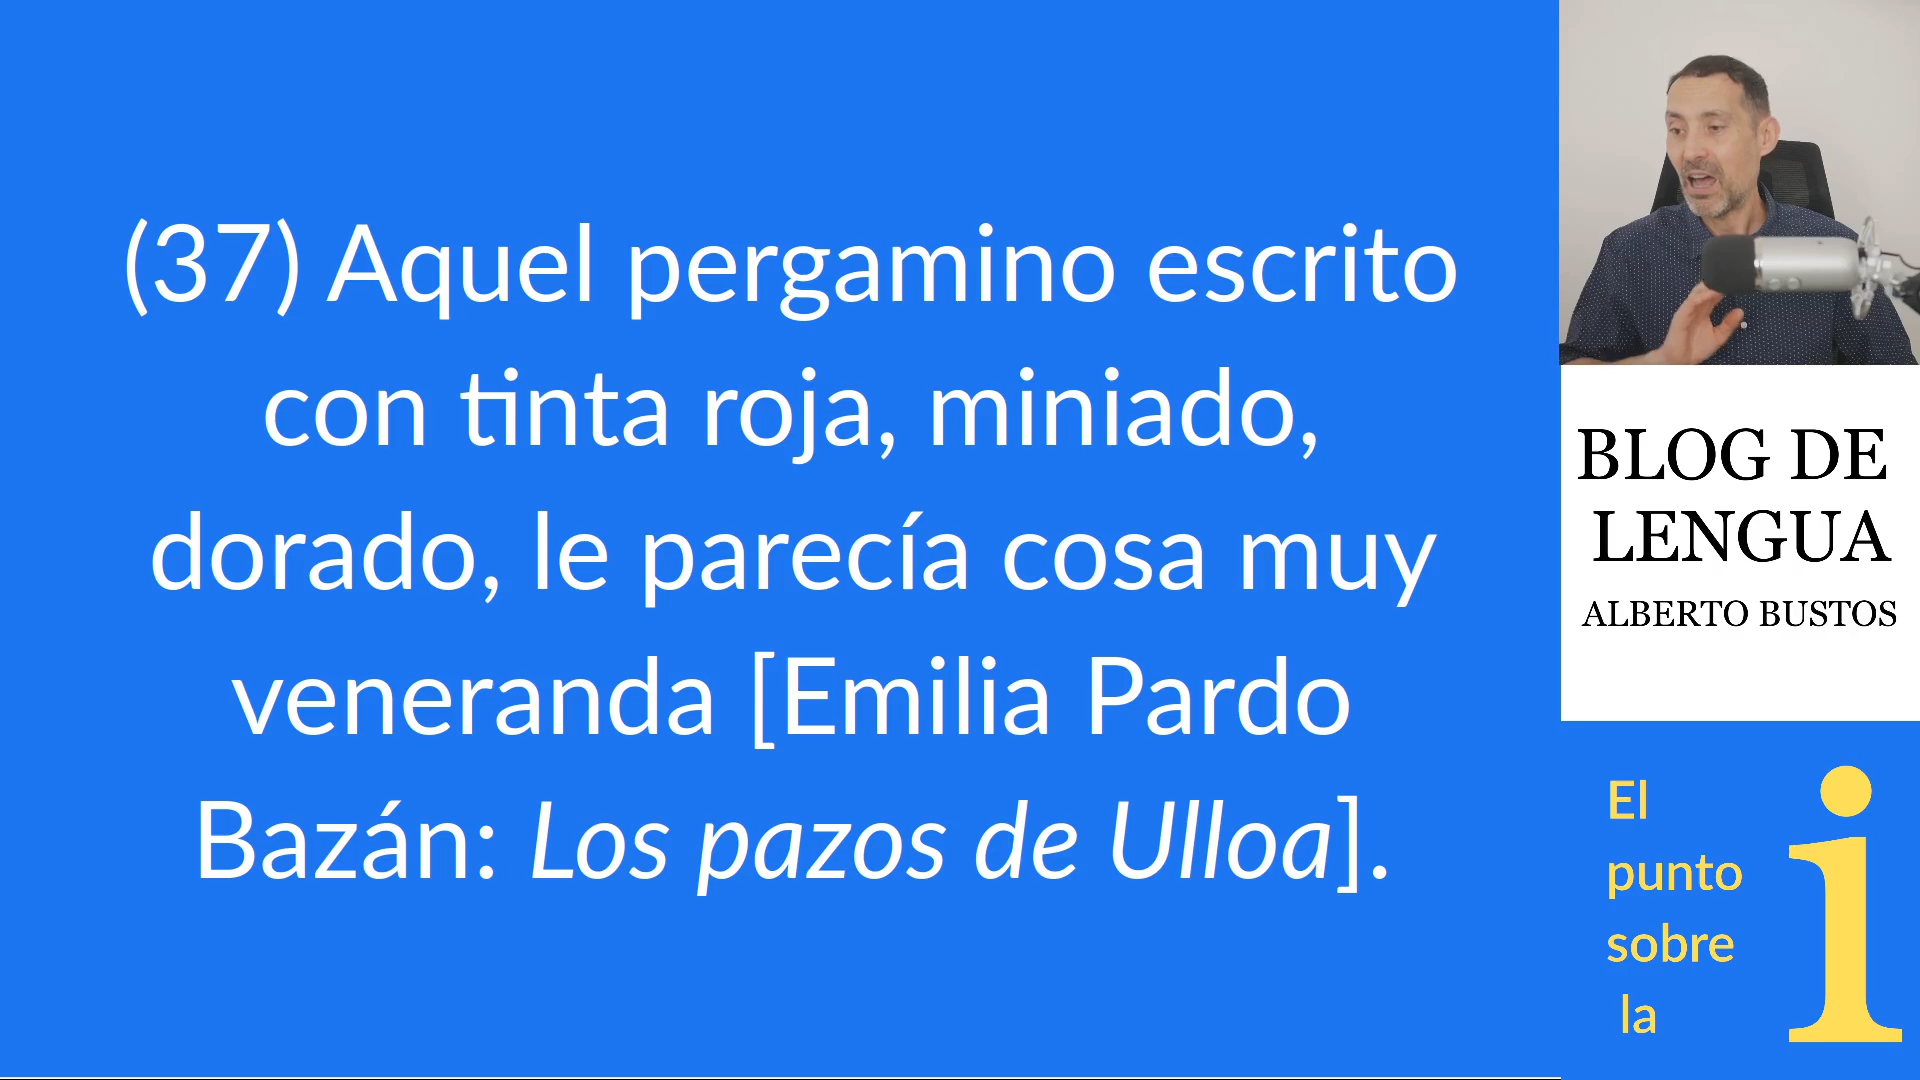 (37) Aquel pergamino escrito
con tinta roja, miniado,
dorado, le parecía cosa muy
veneranda [Emilia Pardo
Bazán: Los pazos de Ulloa].
BLOG DE
LENGUA
ALBERTO BUSTOS
El
punto
sobre
la
i